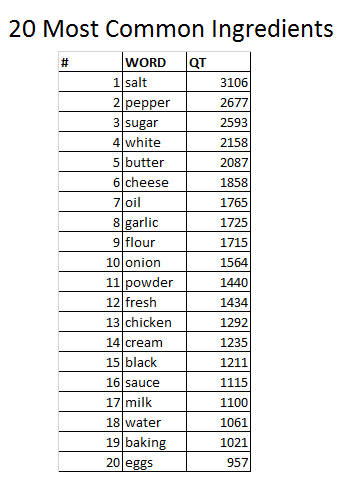 20 Most Common Ingredients
# WORD QT
1 salt 3106
2 pepper 2677
3 sugar 2593
4 white 2158
5 butter 2087
6 cheese 1858
7 oil 1765
8 garlic 1725
9 flour 1715
10 onion 1564
11 powder 1440
12 fresh 1434
13 chicken 1292
14 cream 1235
15 black 1211
16 sauce 1115
17 milk 1100
18 water 1061
19 baking 1021
20 eggs 957